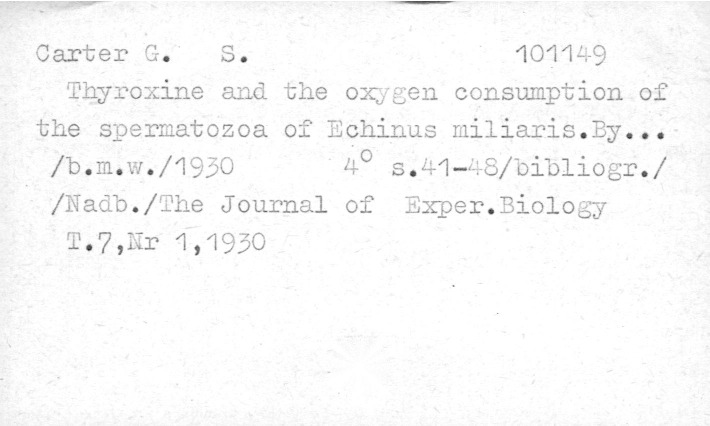 Carter G. S. 101149
Thyroxine and the oxygen consumption of
the spermatozoa of Echinus miliaris.By...
/b.m.w./1930 4° s.41-48/bibliogr./
/Nadb./The Journal of Exper.Biology
T.7,Nr 1,1930